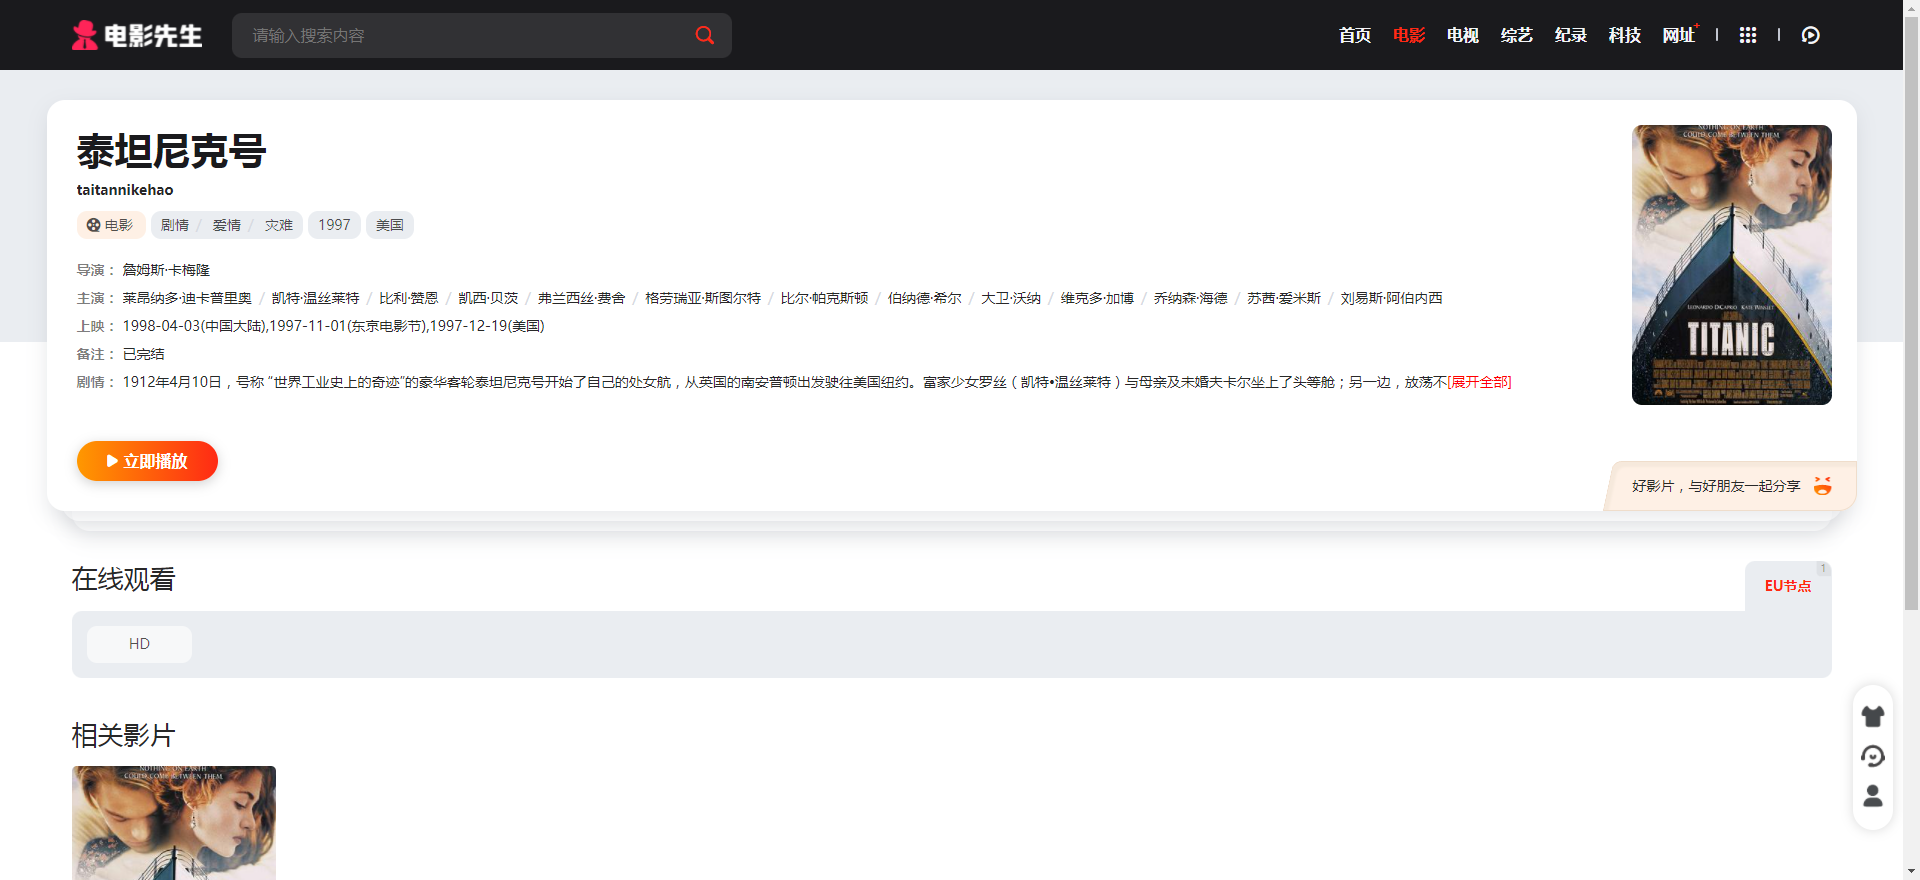 电影先生
请输入搜索内容
首页 电影 电视 综艺 纪录 科技 网址+
泰坦尼克号
taitannikehao
电影 剧情 / 爱情 / 灾难 1997 美国
导演： 詹姆斯·卡梅隆
主演： 莱昂纳多·迪卡普里奥 / 凯特·温丝莱特 / 比利·赞恩 / 凯西·贝茨 / 弗兰西丝·费舍 / 格劳瑞亚·斯图尔特 / 比尔·帕克斯顿 / 伯纳德·希尔 / 大卫·沃纳 / 维克多·加博 / 乔纳森·海德 / 苏茜·爱米斯 / 刘易斯·阿伯内西
上映： 1998-04-03(中国大陆),1997-11-01(东京电影节),1997-12-19(美国)
备注： 已完结
剧情： 1912年4月10日，号称 “世界工业史上的奇迹”的豪华客轮泰坦尼克号开始了自己的处女航，从英国的南安普顿出发驶往美国纽约。富家少女罗丝（凯特•温丝莱特）与母亲及未婚夫卡尔坐上了头等舱；另一边，放荡不[展开全部]
NOTHING ON EARTH
COULD COME BETWEEN THEM.
LEONARDO DICAPRIO KATE WINSLET
TITANIC
立即播放
好影片，与好朋友一起分享
在线观看
EU节点 1
HD
相关影片
NOTHING ON EARTH
COULD COME BETWEEN THEM.